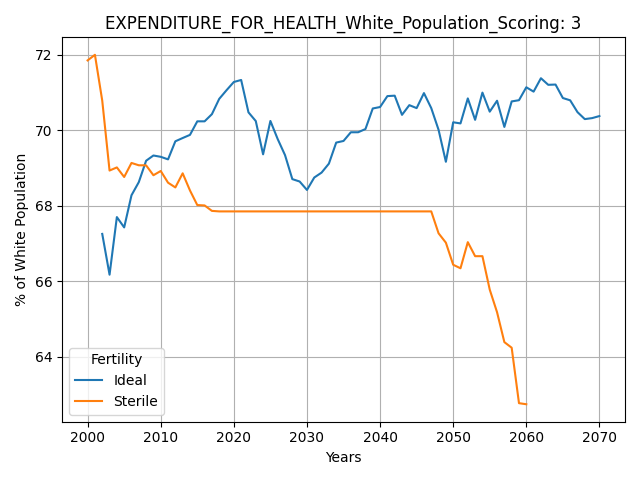 EXPENDITURE_FOR_HEALTH_White_Population_Scoring: 3
% of White Population
72
70
68
66
64
Fertility
Ideal
Sterile
2000 2010 2020 2030 2040 2050 2060 2070
Years